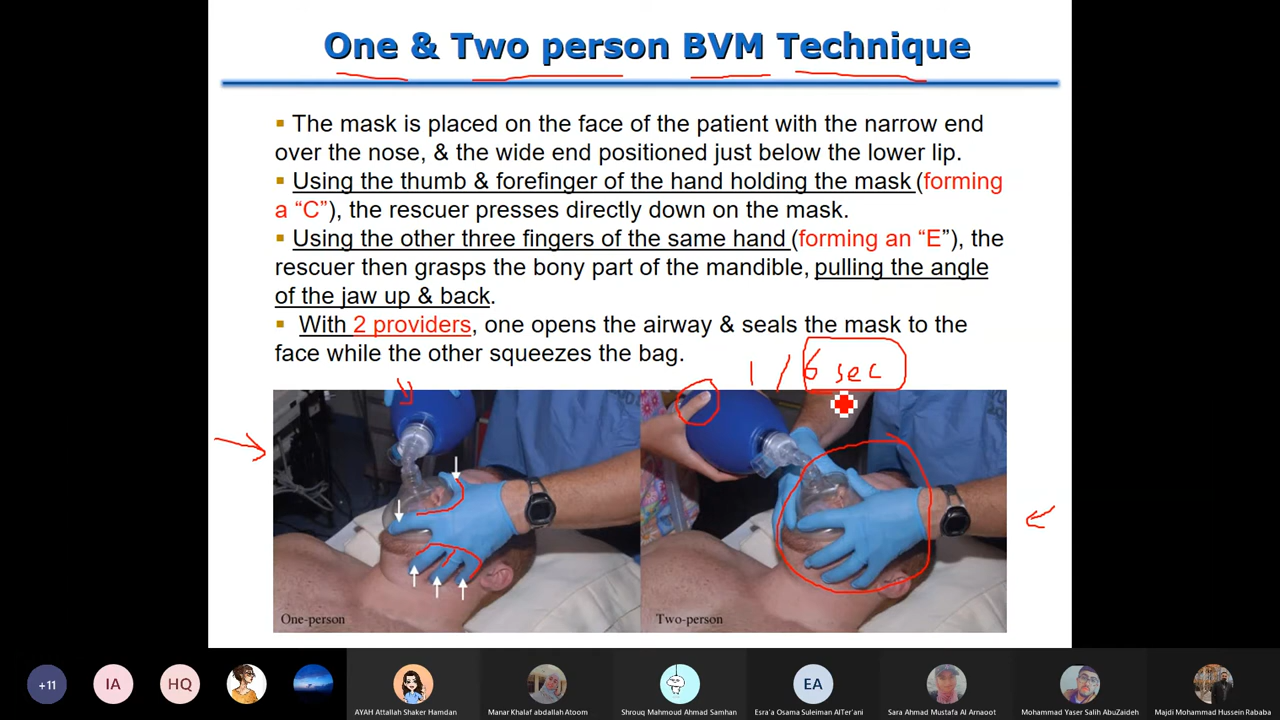 One & Two person BVM Technique
▪ The mask is placed on the face of the patient with the narrow end
over the nose, & the wide end positioned just below the lower lip.
▪ Using the thumb & forefinger of the hand holding the mask (forming
a “C”), the rescuer presses directly down on the mask.
▪ Using the other three fingers of the same hand (forming an “E”), the
rescuer then grasps the bony part of the mandible, pulling the angle
of the jaw up & back.
▪ With 2 providers, one opens the airway & seals the mask to the
face while the other squeezes the bag.
1 / 6 sec
One-person
Two-person
+11
IA
HQ
EA
AYAH Attallah Shaker Hamdan
Manar Khalaf abdallah Atoom
Shroug Mahmoud Ahmad Samhan
Esra'a Osama Suleiman AlTer'ani
Sara Ahmad Mustafa Al Arnaoot
Mohammad Yaser Salih AbuZaideh
Majdi Mohammad Hussein Rababa